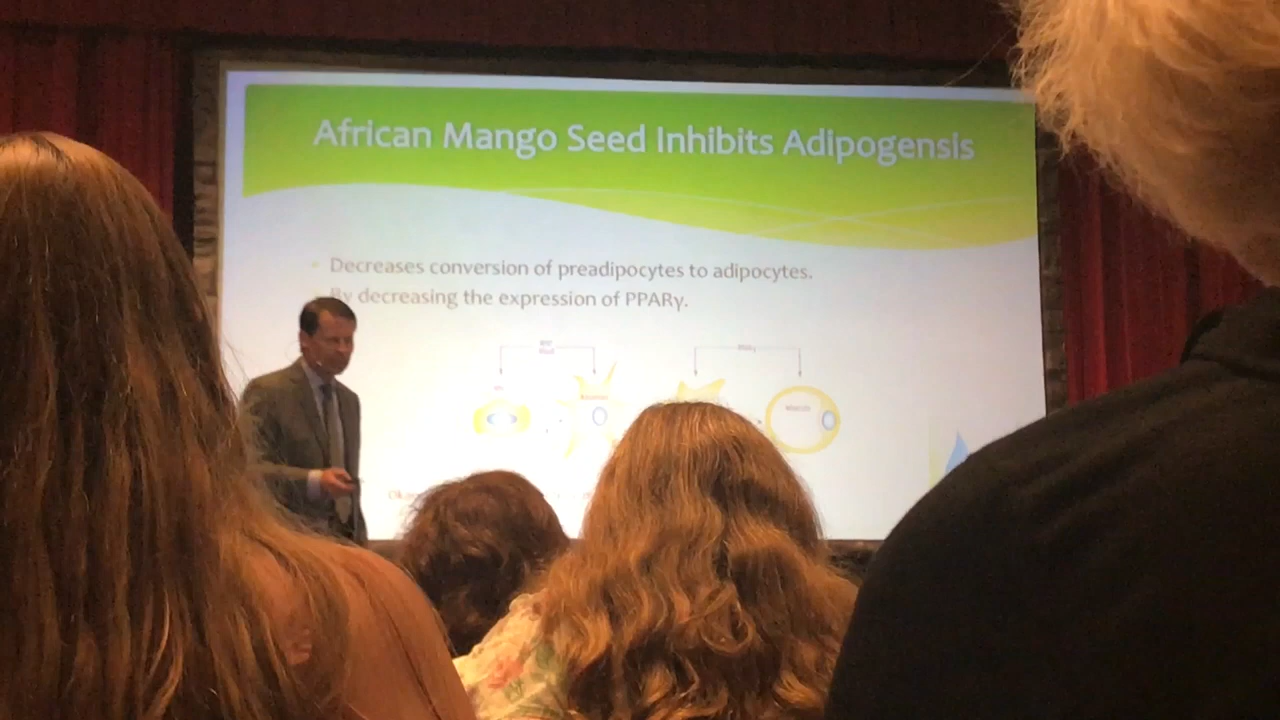 African Mango Seed Inhibits Adipogensis
Decreases conversion of preadipocytes to adipocytes.
By decreasing the expression of PPARγ.